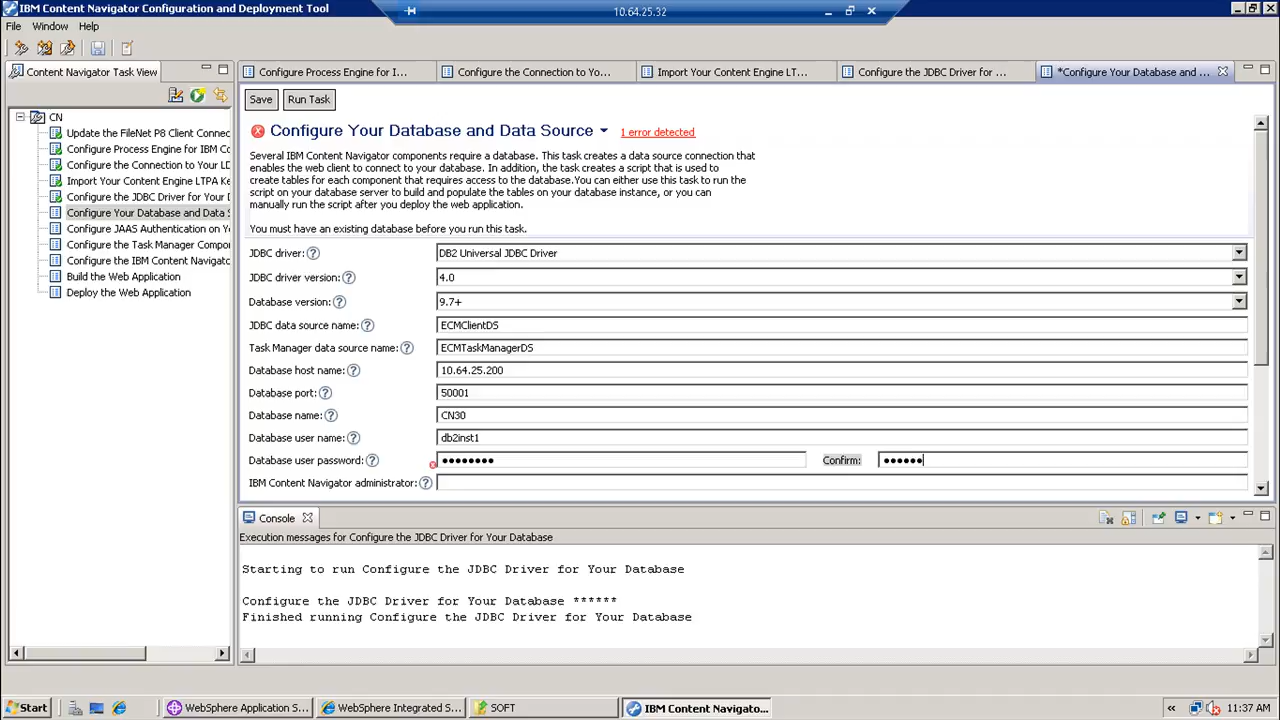 IBM Content Navigator Configuration and Deployment Tool
10.64.25.32
File Window Help
Content Navigator Task View
Configure Process Engine for I...
Configure the Connection to Yo...
Import Your Content Engine LT...
Configure the JDBC Driver for ...
*Configure Your Database and ...
CN
Update the FileNet P8 Client Connec
Configure Process Engine for IBM Co
Configure the Connection to Your LD
Import Your Content Engine LTPA Ke
Configure the JDBC Driver for Your D
Configure Your Database and Data S
Configure JAAS Authentication on Y
Configure the Task Manager Compo
Configure the IBM Content Navigato
Build the Web Application
Deploy the Web Application
Save Run Task
Configure Your Database and Data Source 1 error detected
Several IBM Content Navigator components require a database. This task creates a data source connection that
enables the web client to connect to your database. In addition, the task creates a script that is used to
create tables for each component that requires access to the database.You can either use this task to run the
script on your database server to build and populate the tables on your database instance, or you can
manually run the script after you deploy the web application.
You must have an existing database before you run this task.
JDBC driver: DB2 Universal JDBC Driver
JDBC driver version: 4.0
Database version: 9.7+
JDBC data source name: ECMClientDS
Task Manager data source name: ECMTaskManagerDS
Database host name: 10.64.25.200
Database port: 50001
Database name: CN30
Database user name: db2inst1
Database user password: ●●●●●●●● Confirm: ●●●●●●
IBM Content Navigator administrator:
Console
Execution messages for Configure the JDBC Driver for Your Database
Starting to run Configure the JDBC Driver for Your Database
Configure the JDBC Driver for Your Database ******
Finished running Configure the JDBC Driver for Your Database
Start
WebSphere Application S...
WebSphere Integrated S...
SOFT
IBM Content Navigato...
11:37 AM